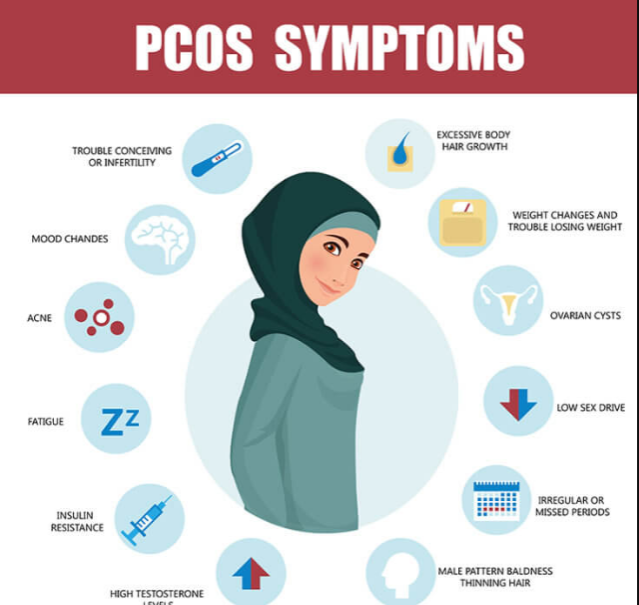 PCOS SYMPTOMS
TROUBLE CONCEIVING
OR INFERTILITY
EXCESSIVE BODY
HAIR GROWTH
MOOD CHANDES
WEIGHT CHANGES AND
TROUBLE LOSING WEIGHT
ACNE
OVARIAN CYSTS
FATIGUE
ZZ
LOW SEX DRIVE
INSULIN
RESISTANCE
IRREGULAR OR
MISSED PERIODS
HIGH TESTOSTERONE
LEVELS
MALE PATTERN BALDNESS
THINNING HAIR